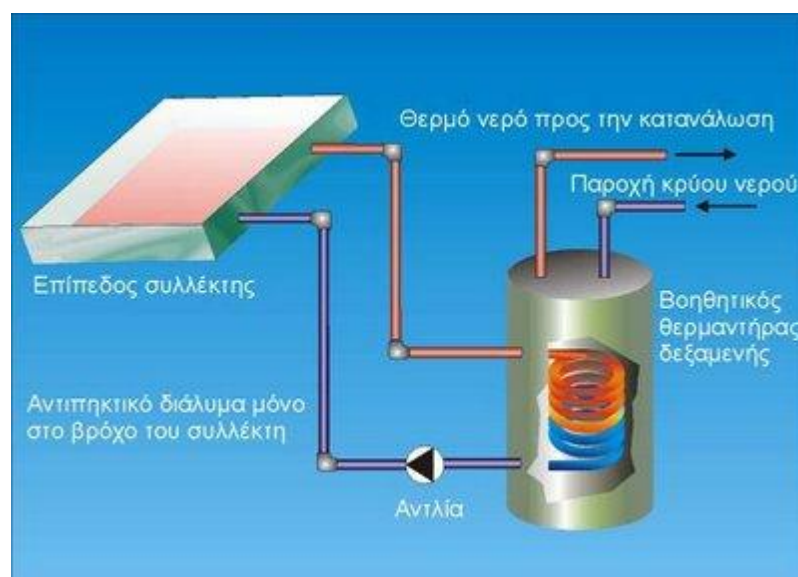 Θερμό νερό προς την κατανάλωση
Παροχή κρύου νερού
Επίπεδος συλλέκτης
Βοηθητικός
θερμαντήρας
δεξαμενής
Αντιπηκτικό διάλυμα μόνο
στο βρόχο του συλλέκτη
Αντλία